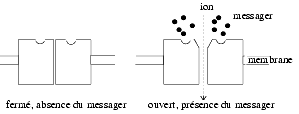 ion
messager
membrane
fermé, absence du messager
ouvert, présence du messager